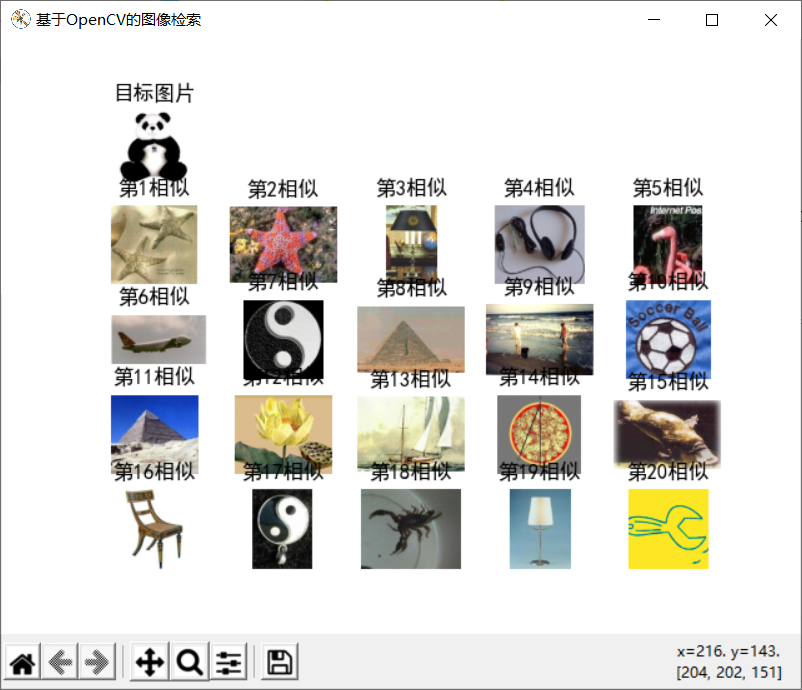 基于OpenCV的图像检索
目标图片
第1相似
第2相似
第3相似
第4相似
第5相似
Internet Pos
第6相似
第7相似
第8相似
第9相似
第10相似
Soccer Ball
第11相似
第12相似
第13相似
第14相似
第15相似
第16相似
第17相似
第18相似
第19相似
第20相似
x=216. y=143.
[204, 202, 151]